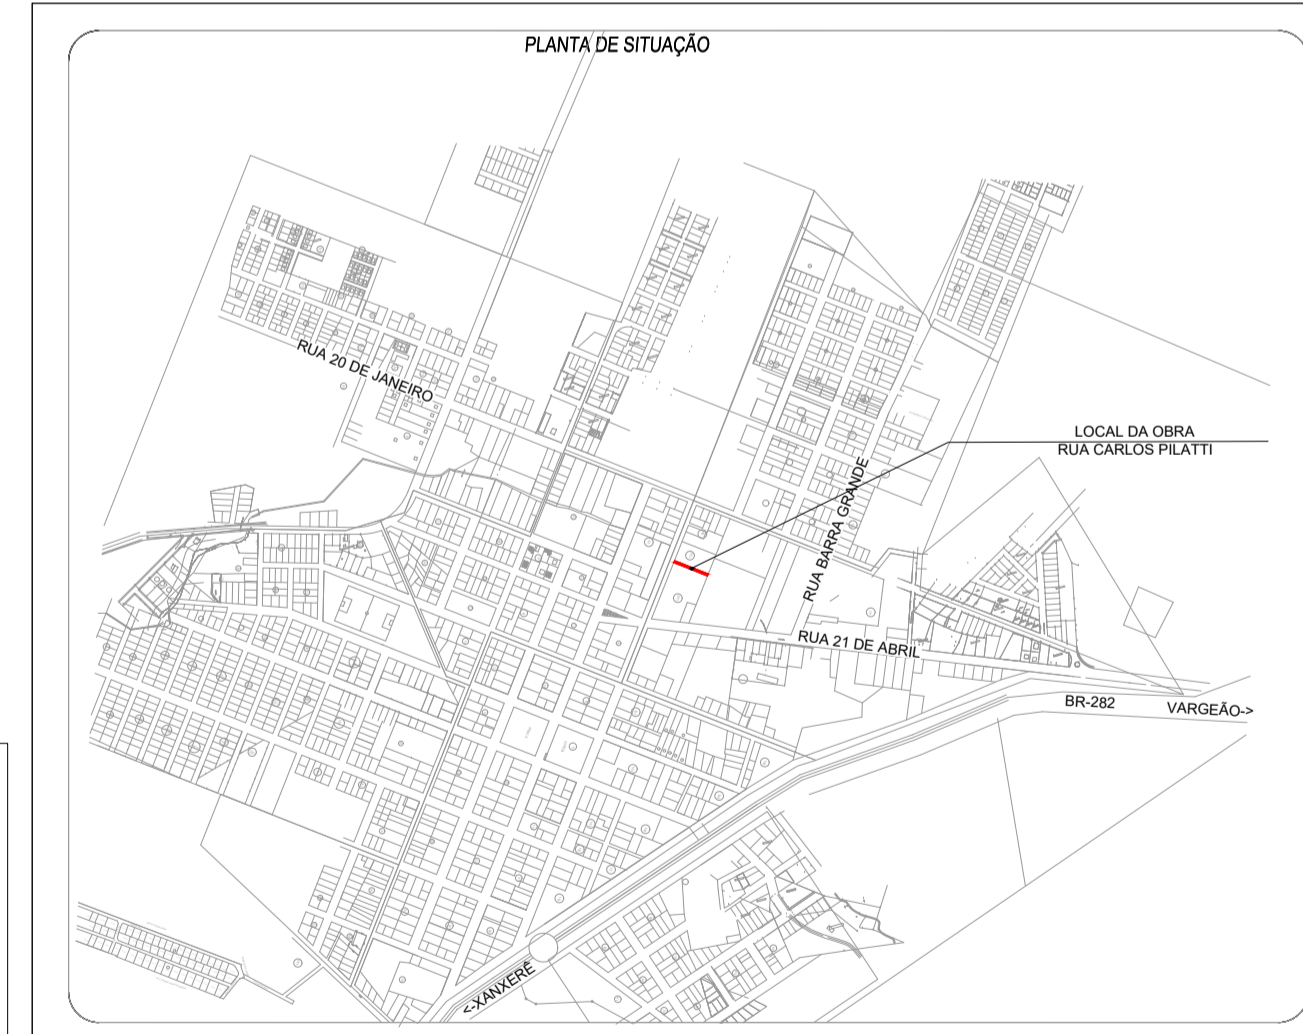 PLANTA DE SITUAÇÃO
RUA 20 DE JANEIRO
LOCAL DA OBRA
RUA CARLOS PILATTI
RUA BARRA GRANDE
RUA 21 DE ABRIL
BR-282
VARGEÃO->
<-XANXERÊ